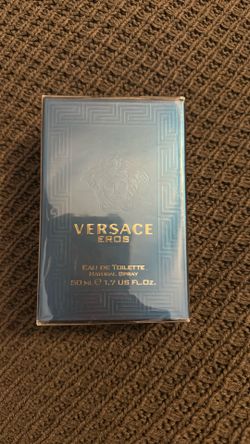 VERSACE
EROS
EAU DE TOILETTE
NATURAL SPRAY
50 ml ℮ 1.7 US FL.OZ.